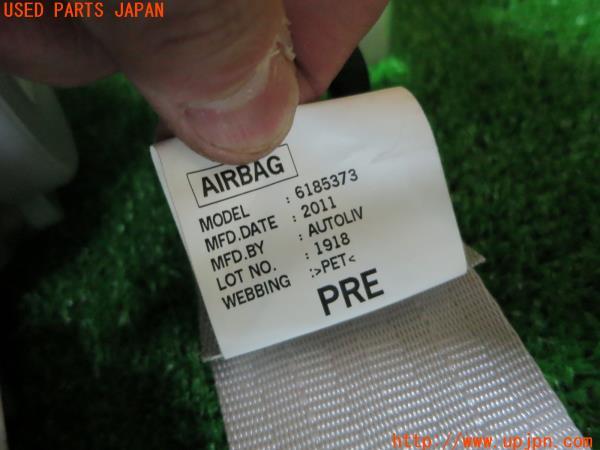 USED PARTS JAPAN
AIRBAG
MODEL : 6185373
MFD.DATE : 2011
MFD.BY : AUTOLIV
LOT NO. : 1918
WEBBING :>PET<
PRE
http://www.upjpn.com